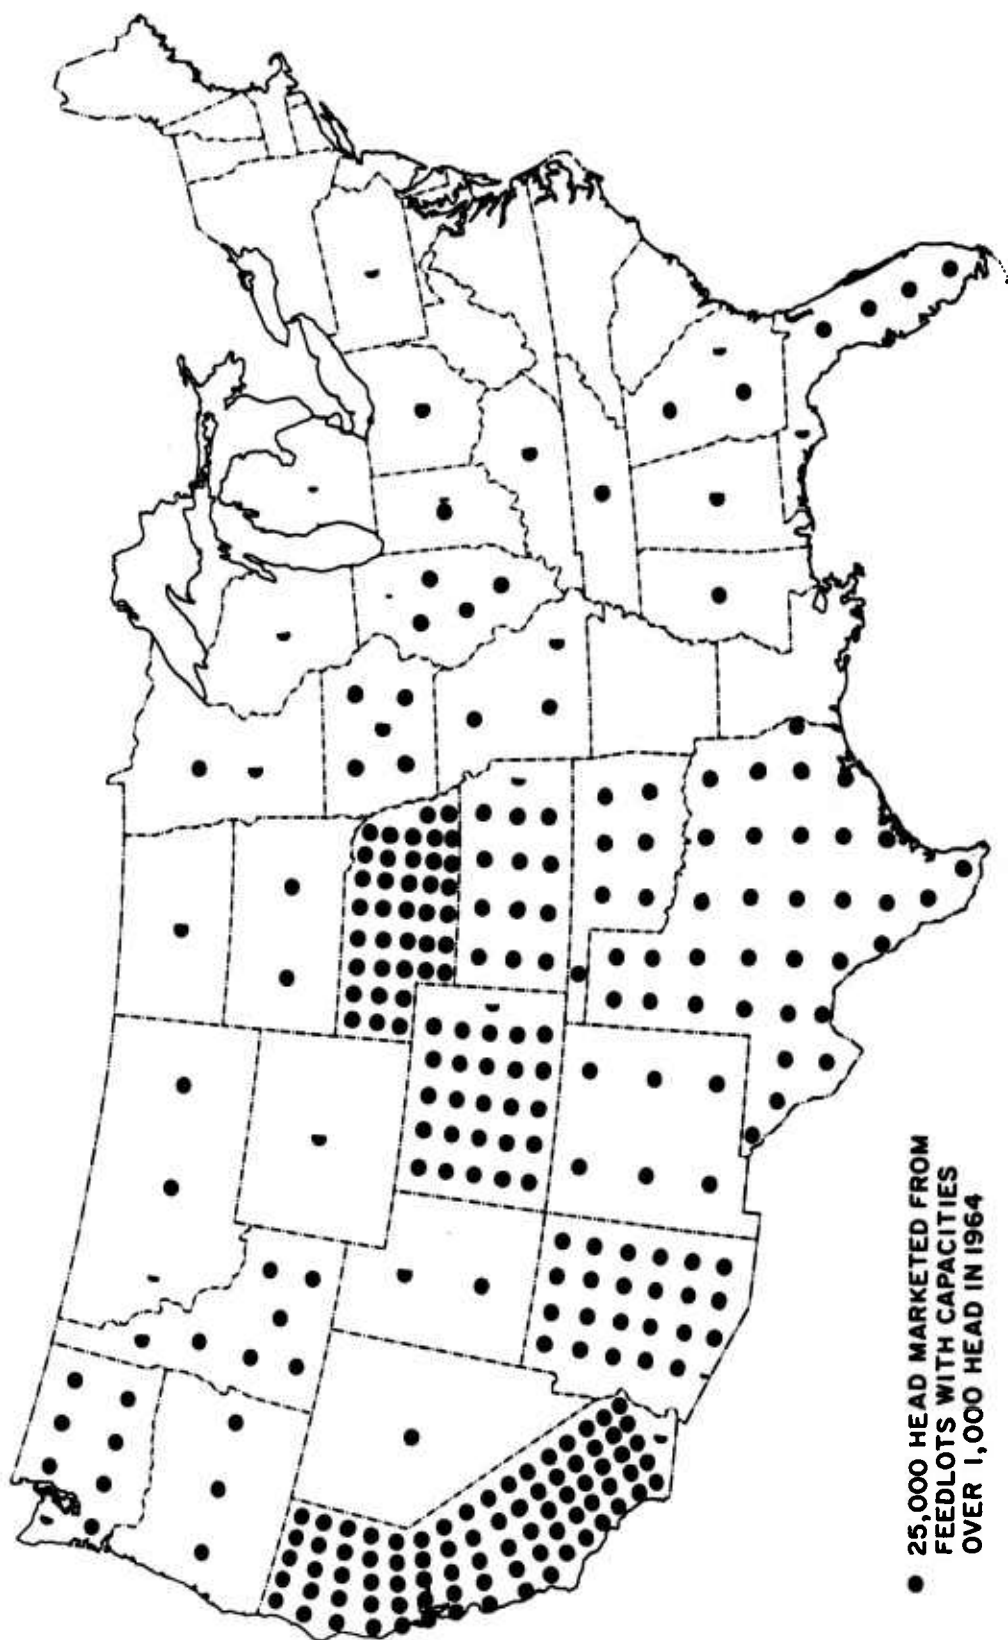 25,000 HEAD MARKETED FROM
FEEDLOTS WITH CAPACITIES
OVER 1,000 HEAD IN 1964